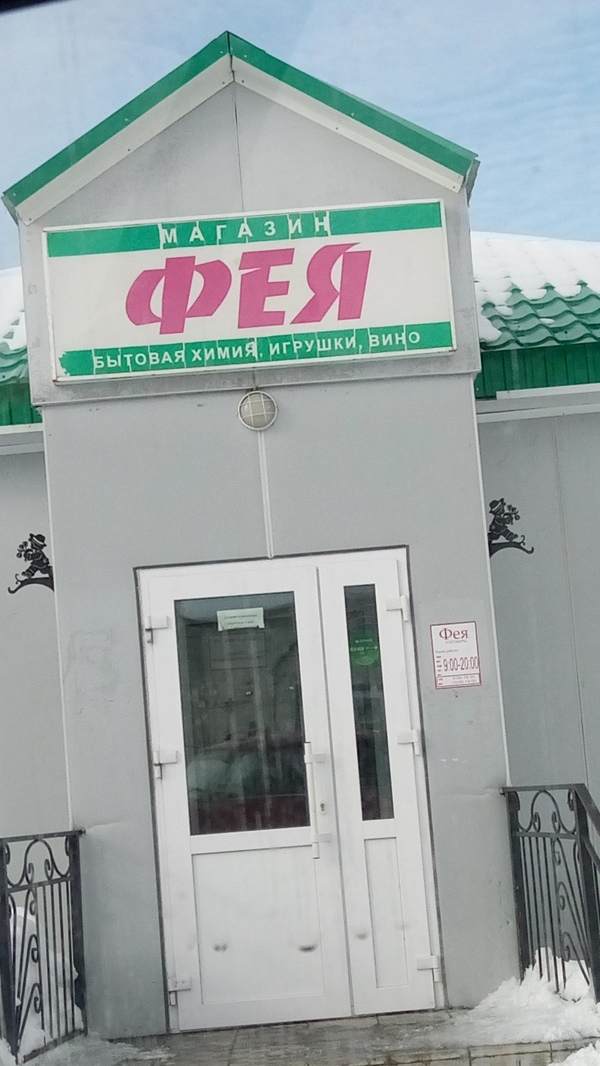 МАГАЗИН
ФЕЯ
БЫТОВАЯ ХИМИЯ, ИГРУШКИ, ВИНО
Фея
9:00-20:00